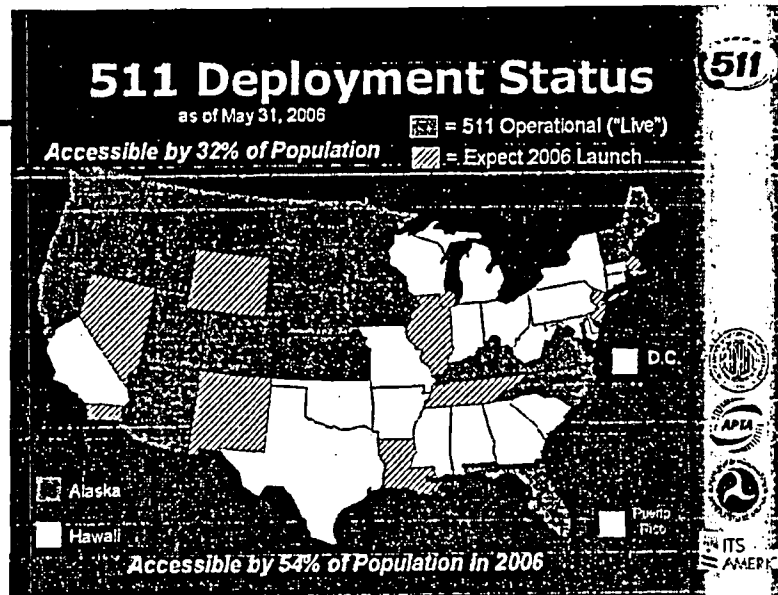 511 Deployment Status
511
as of May 31, 2006
= 511 Operational ("Live")
Accessible by 32% of Population
= Expect 2006 Launch
D.C.
APTA
Alaska
Hawaii
Puerto
Rico
ITS
Accessible by 54% of Population in 2006